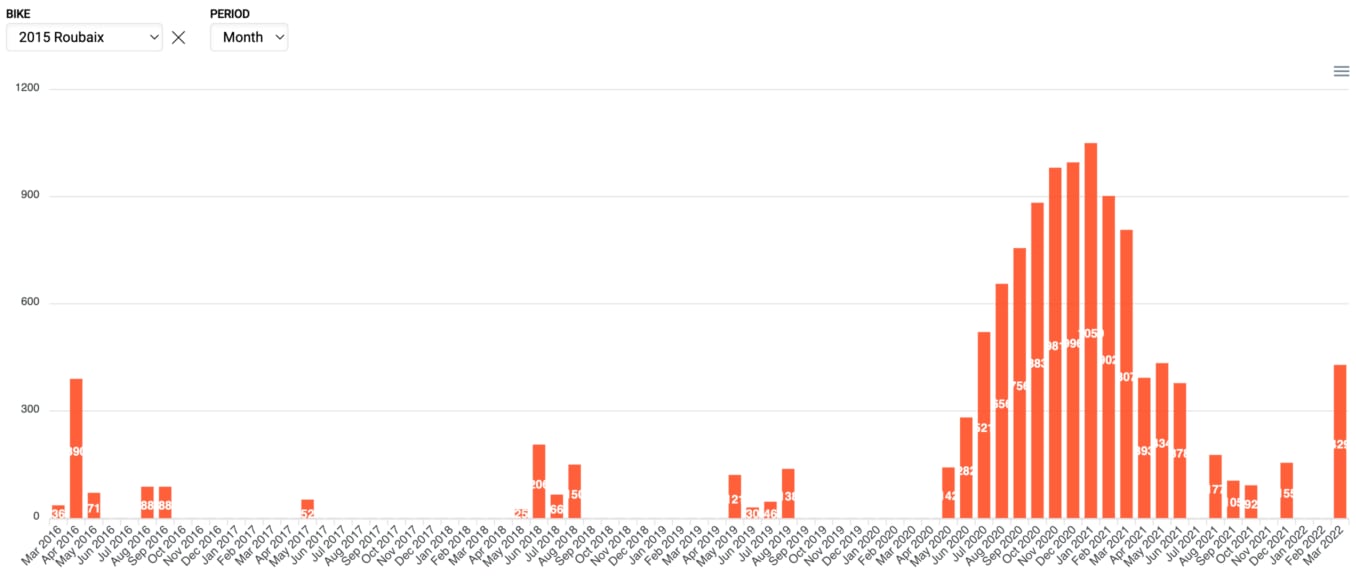 BIKE
PERIOD
2015 Roubaix
Month
1200
900
600
300
0
36
390
71
88
88
52
25
206
66
150
121
30
46
138
142
282
521
656
756
883
981
996
1050
902
807
393
434
378
177
105
92
155
429
Mar 2016
Apr 2016
May 2016
Jun 2016
Jul 2016
Aug 2016
Sep 2016
Oct 2016
Nov 2016
Dec 2016
Jan 2017
Feb 2017
Mar 2017
Apr 2017
May 2017
Jun 2017
Jul 2017
Aug 2017
Sep 2017
Oct 2017
Nov 2017
Dec 2017
Jan 2018
Feb 2018
Mar 2018
Apr 2018
May 2018
Jun 2018
Jul 2018
Aug 2018
Sep 2018
Oct 2018
Nov 2018
Dec 2018
Jan 2019
Feb 2019
Mar 2019
Apr 2019
May 2019
Jun 2019
Jul 2019
Aug 2019
Sep 2019
Oct 2019
Nov 2019
Dec 2019
Jan 2020
Feb 2020
Mar 2020
Apr 2020
May 2020
Jun 2020
Jul 2020
Aug 2020
Sep 2020
Oct 2020
Nov 2020
Dec 2020
Jan 2021
Feb 2021
Mar 2021
Apr 2021
May 2021
Jun 2021
Jul 2021
Aug 2021
Sep 2021
Oct 2021
Nov 2021
Dec 2021
Jan 2022
Feb 2022
Mar 2022